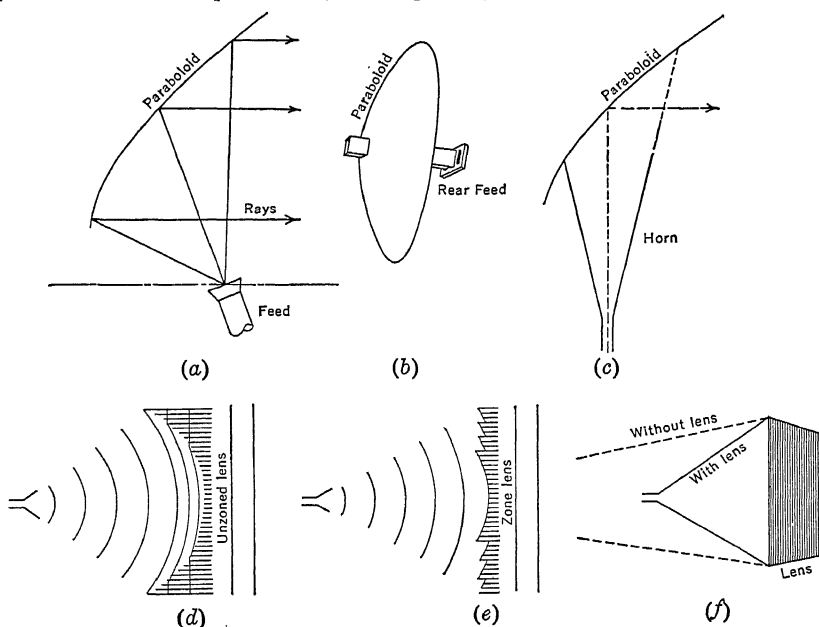 Paraboloid
Rays
Feed
(a)
Paraboloid
Rear Feed
(b)
Paraboloid
Horn
(c)
Unzoned lens
(d)
Zone lens
(e)
Without lens
With lens
Lens
(f)